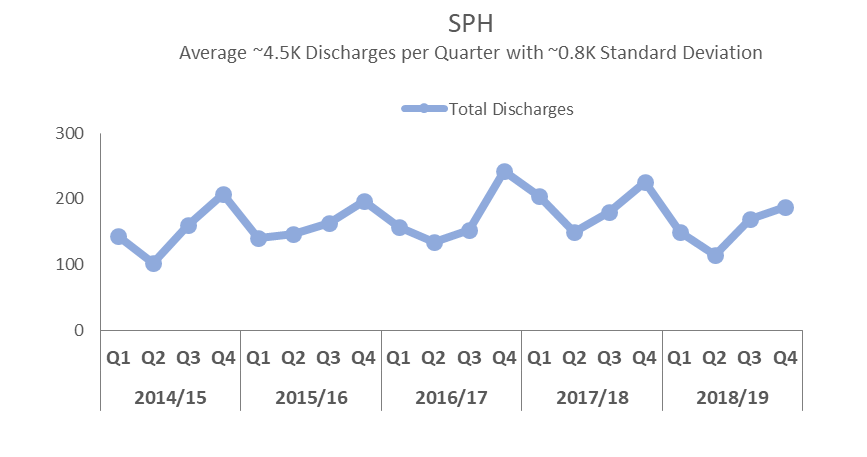 SPH
Average ~4.5K Discharges per Quarter with ~0.8K Standard Deviation
Total Discharges
300
200
100
0
Q1 Q2 Q3 Q4 Q1 Q2 Q3 Q4 Q1 Q2 Q3 Q4 Q1 Q2 Q3 Q4 Q1 Q2 Q3 Q4
2014/15 2015/16 2016/17 2017/18 2018/19